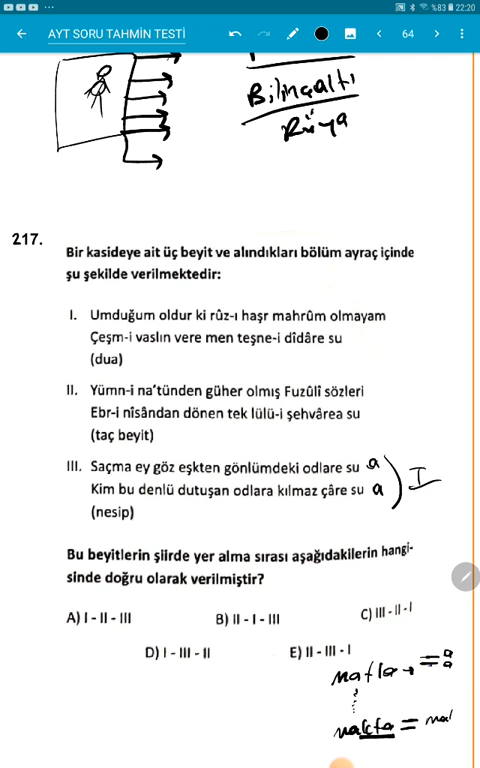 %83 22:20
AYT SORU TAHMİN TESTİ
64
Bilinçaltı
Rüya
217.
Bir kasideye ait üç beyit ve alındıkları bölüm ayraç içinde
şu şekilde verilmektedir:
I. Umduğum oldur ki rûz-ı haşr mahrûm olmayam
Çeşm-i vaslın vere men teşne-i dîdâre su
(dua)
II. Yümn-i na'tünden güher olmış Fuzûlî sözleri
Ebr-i nîsândan dönen tek lülü-i şehvârea su
(taç beyit)
III. Saçma ey göz eşkten gönlümdeki odlare su a
Kim bu denlü dutuşan odlara kılmaz çâre su a
(nesip)
I
Bu beyitlerin şiirde yer alma sırası aşağıdakilerin hangi-
sinde doğru olarak verilmiştir?
A) I - II - III B) II - I - III C) III - II - I
D) I - III - II E) II - III - I
matla → = a
a
makta = mal